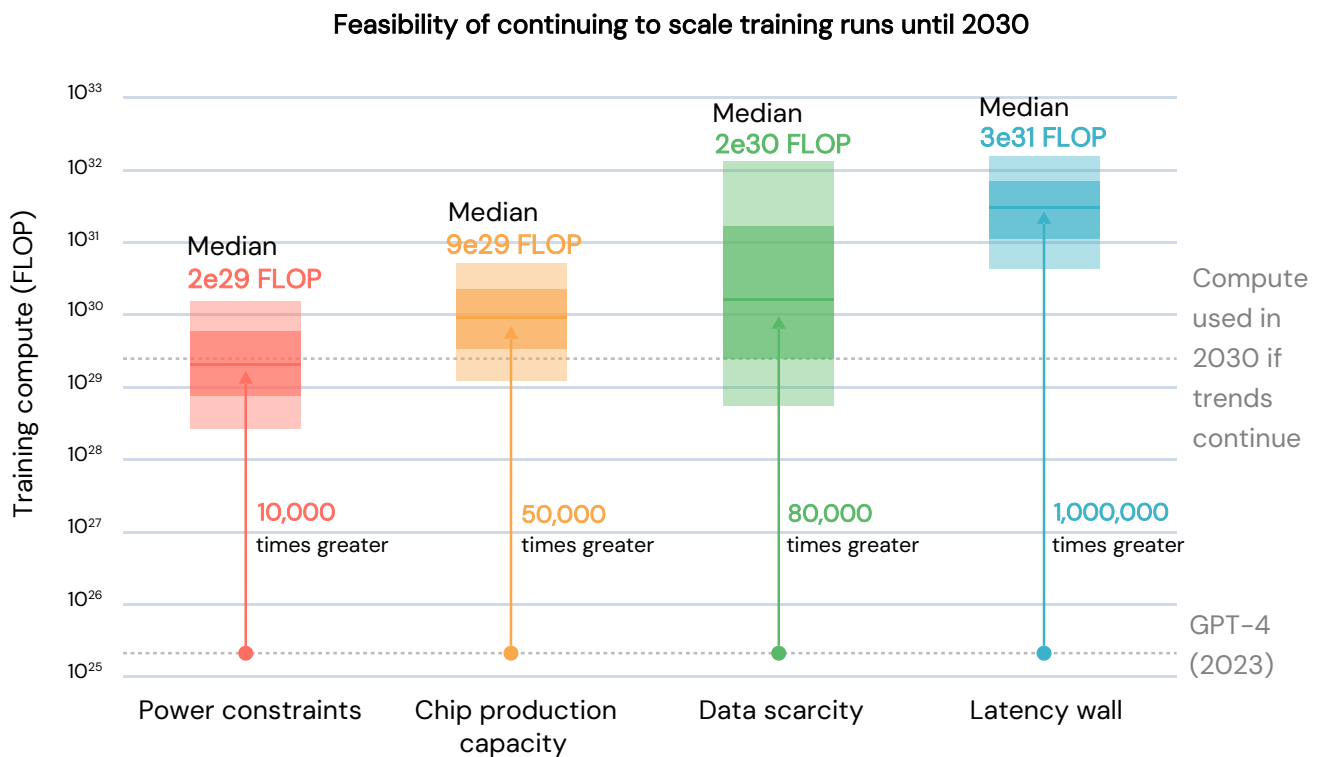 Feasibility of continuing to scale training runs until 2030
Training compute (FLOP)
10³³
10³²
10³¹
10³⁰
10²⁹
10²⁸
10²⁷
10²⁶
10²⁵
Median
2e29 FLOP
10,000
times greater
Power constraints
Median
9e29 FLOP
50,000
times greater
Chip production
capacity
Median
2e30 FLOP
80,000
times greater
Data scarcity
Median
3e31 FLOP
1,000,000
times greater
Latency wall
Compute
used in
2030 if
trends
continue
GPT-4
(2023)